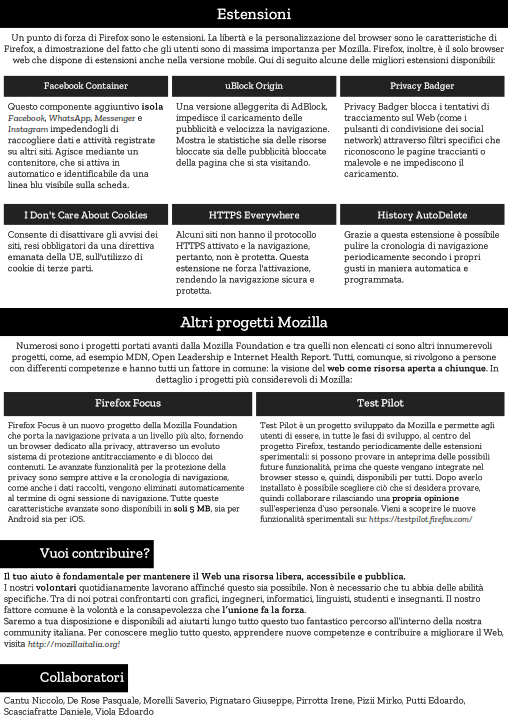 Estensioni
Un punto di forza di Firefox sono le estensioni. La libertà e la personalizzazione del browser sono le caratteristiche di
Firefox, a dimostrazione del fatto che gli utenti sono di massima importanza per Mozilla. Firefox, inoltre, è il solo browser
web che dispone di estensioni anche nella versione mobile. Qui di seguito alcune delle migliori estensioni disponibili:
Facebook Container
Questo componente aggiuntivo isola
Facebook, WhatsApp, Messenger e
Instagram impedendogli di
raccogliere dati e attività registrate
su altri siti. Agisce mediante un
contenitore, che si attiva in
automatico e identificabile da una
linea blu visibile sulla scheda.
uBlock Origin
Una versione alleggerita di AdBlock,
impedisce il caricamento delle
pubblicità e velocizza la navigazione.
Mostra le statistiche sia delle risorse
bloccate sia delle pubblicità bloccate
della pagina che si sta visitando.
Privacy Badger
Privacy Badger blocca i tentativi di
tracciamento sul Web (come i
pulsanti di condivisione dei social
network) attraverso filtri specifici che
riconoscono le pagine traccianti o
malevole e ne impediscono il
caricamento.
I Don't Care About Cookies
Consente di disattivare gli avvisi dei
siti, resi obbligatori da una direttiva
emanata della UE, sull'utilizzo di
cookie di terze parti.
HTTPS Everywhere
Alcuni siti non hanno il protocollo
HTTPS attivato e la navigazione,
pertanto, non è protetta. Questa
estensione ne forza l'attivazione,
rendendo la navigazione sicura e
protetta.
History AutoDelete
Grazie a questa estensione è possibile
pulire la cronologia di navigazione
periodicamente secondo i propri
gusti in maniera automatica e
programmata.
Altri progetti Mozilla
Numerosi sono i progetti portati avanti dalla Mozilla Foundation e tra quelli non elencati ci sono altri innumerevoli
progetti, come, ad esempio MDN, Open Leadership e Internet Health Report. Tutti, comunque, si rivolgono a persone
con differenti competenze e hanno tutti un fattore in comune: la visione del web come risorsa aperta a chiunque. In
dettaglio i progetti più considerevoli di Mozilla:
Firefox Focus
Firefox Focus è un nuovo progetto della Mozilla Foundation
che porta la navigazione privata a un livello più alto, fornendo
un browser dedicato alla privacy, attraverso un evoluto
sistema di protezione antitracciamento e di blocco dei
contenuti. Le avanzate funzionalità per la protezione della
privacy sono sempre attive e la cronologia di navigazione,
come anche i dati raccolti, vengono eliminati automaticamente
al termine di ogni sessione di navigazione. Tutte queste
caratteristiche avanzate sono disponibili in soli 5 MB, sia per
Android sia per iOS.
Test Pilot
Test Pilot è un progetto sviluppato da Mozilla e permette agli
utenti di essere, in tutte le fasi di sviluppo, al centro del
progetto Firefox, testando periodicamente delle estensioni
sperimentali: si possono provare in anteprima delle possibili
future funzionalità, prima che queste vengano integrate nel
browser stesso e, quindi, disponibili per tutti. Dopo averlo
installato è possibile scegliere ciò che si desidera provare,
quindi collaborare rilasciando una propria opinione
sull'esperienza d'uso personale. Vieni a scoprire le nuove
funzionalità sperimentali su: https://testpilot.firefox.com/
Vuoi contribuire?
Il tuo aiuto è fondamentale per mantenere il Web una risorsa libera, accessibile e pubblica.
I nostri volontari quotidianamente lavorano affinché questo sia possibile. Non è necessario che tu abbia delle abilità
specifiche. Tra di noi potrai confrontarti con grafici, ingegneri, informatici, linguisti, studenti e insegnanti. Il nostro
fattore comune è la volontà e la consapevolezza che l'unione fa la forza.
Saremo a tua disposizione e disponibili ad aiutarti lungo tutto questo tuo fantastico percorso all'interno della nostra
community italiana. Per conoscere meglio tutto questo, apprendere nuove competenze e contribuire a migliorare il Web,
visita http://mozillaitalia.org!
Collaboratori
Cantu Niccolo, De Rose Pasquale, Morelli Saverio, Pignataro Giuseppe, Pirrotta Irene, Pizii Mirko, Putti Edoardo,
Scasciafratte Daniele, Viola Edoardo